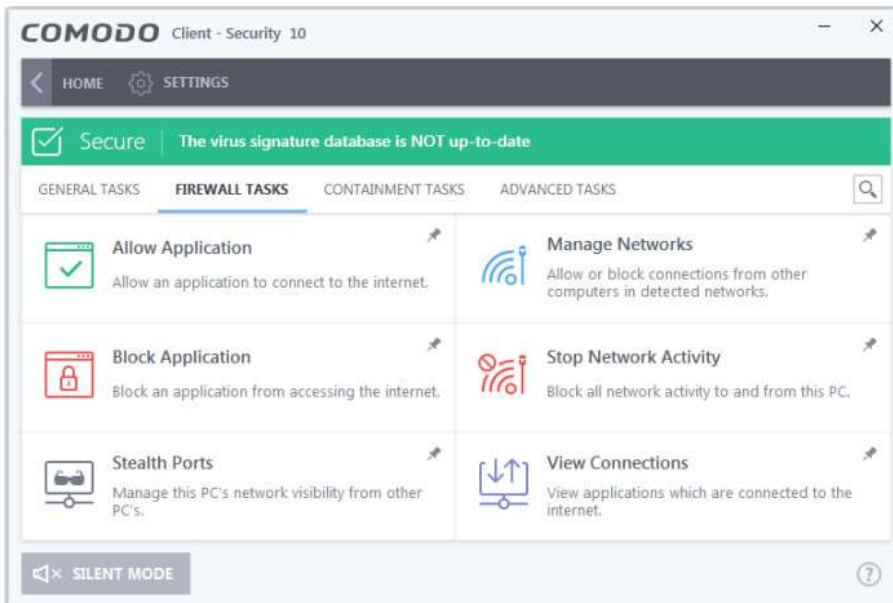 COMODO Client - Security 10
HOME SETTINGS
Secure The virus signature database is NOT up-to-date
GENERAL TASKS FIREWALL TASKS CONTAINMENT TASKS ADVANCED TASKS
Allow Application
Allow an application to connect to the internet.
Manage Networks
Allow or block connections from other
computers in detected networks.
Block Application
Block an application from accessing the internet.
Stop Network Activity
Block all network activity to and from this PC.
Stealth Ports
Manage this PC's network visibility from other
PC's.
View Connections
View applications which are connected to the
internet.
SILENT MODE
?